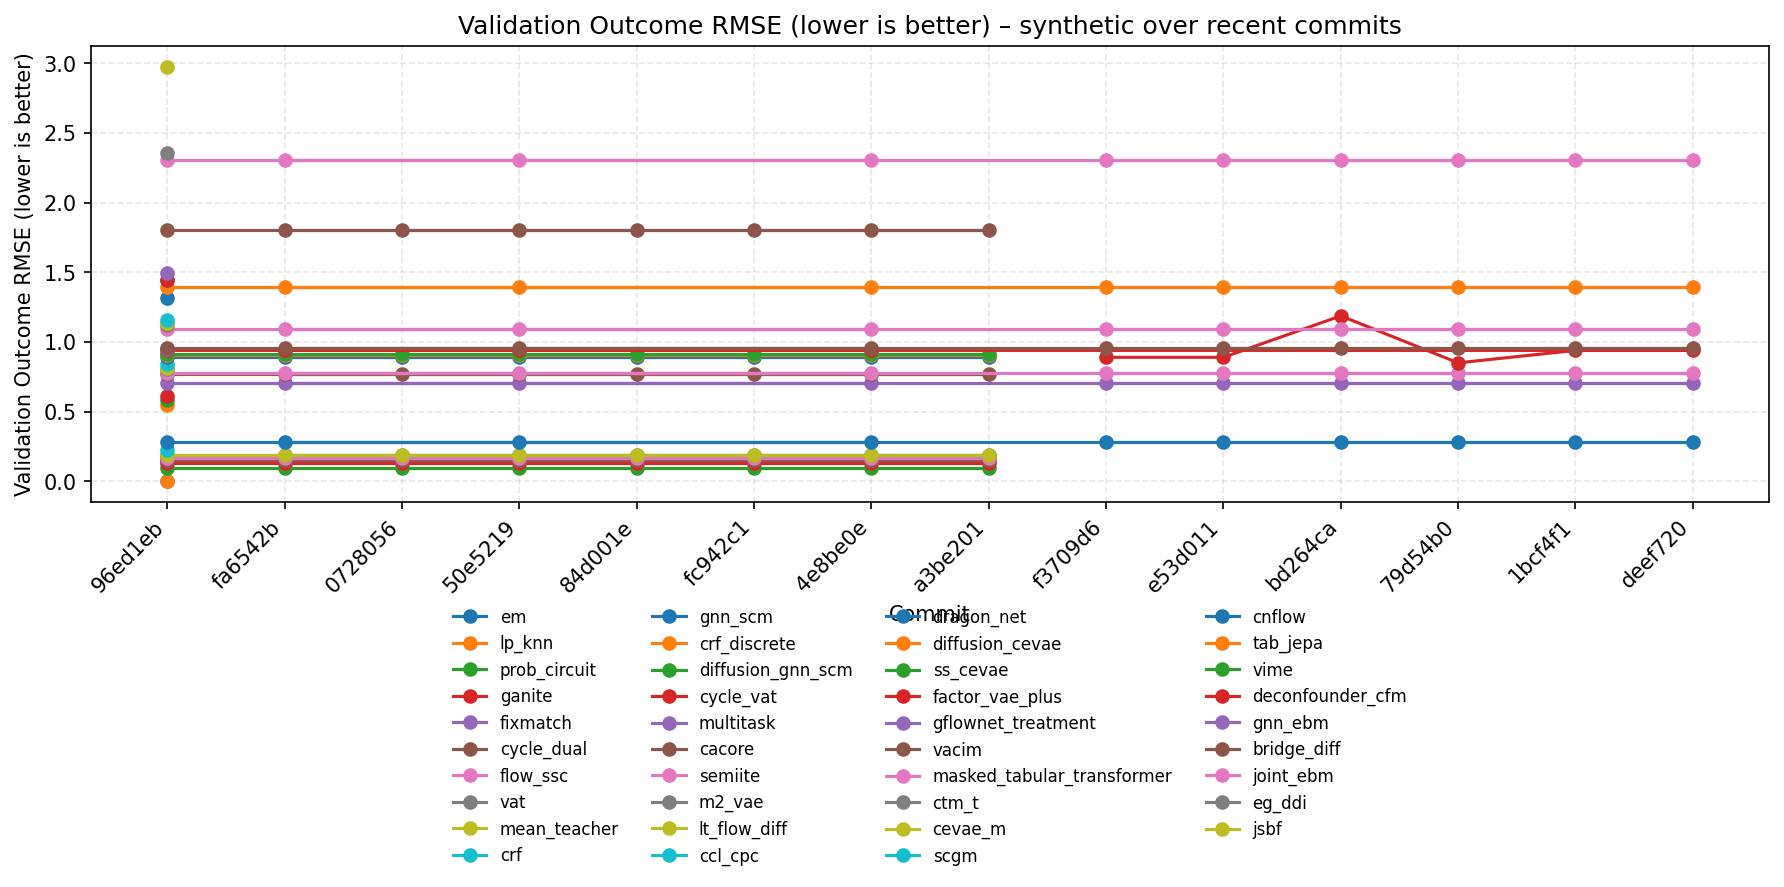 Validation Outcome RMSE (lower is better) – synthetic over recent commits
Validation Outcome RMSE (lower is better)
3.0
2.5
2.0
1.5
1.0
0.5
0.0
96ed1eb
fa6542b
0728056
50e5219
84d001e
fc942c1
4e8be0e
a3be201
f3709d6
e53d011
bd264ca
79d54b0
1bcf4f1
deef720
Commit
em
lp_knn
prob_circuit
ganite
fixmatch
cycle_dual
flow_ssc
vat
mean_teacher
crf
gnn_scm
crf_discrete
diffusion_gnn_scm
cycle_vat
multitask
cacore
semiite
m2_vae
lt_flow_diff
ccl_cpc
dragon_net
diffusion_cevae
ss_cevae
factor_vae_plus
gflownet_treatment
vacim
masked_tabular_transformer
ctm_t
cevae_m
scgm
cnflow
tab_jepa
vime
deconfounder_cfm
gnn_ebm
bridge_diff
joint_ebm
eg_ddi
jsbf